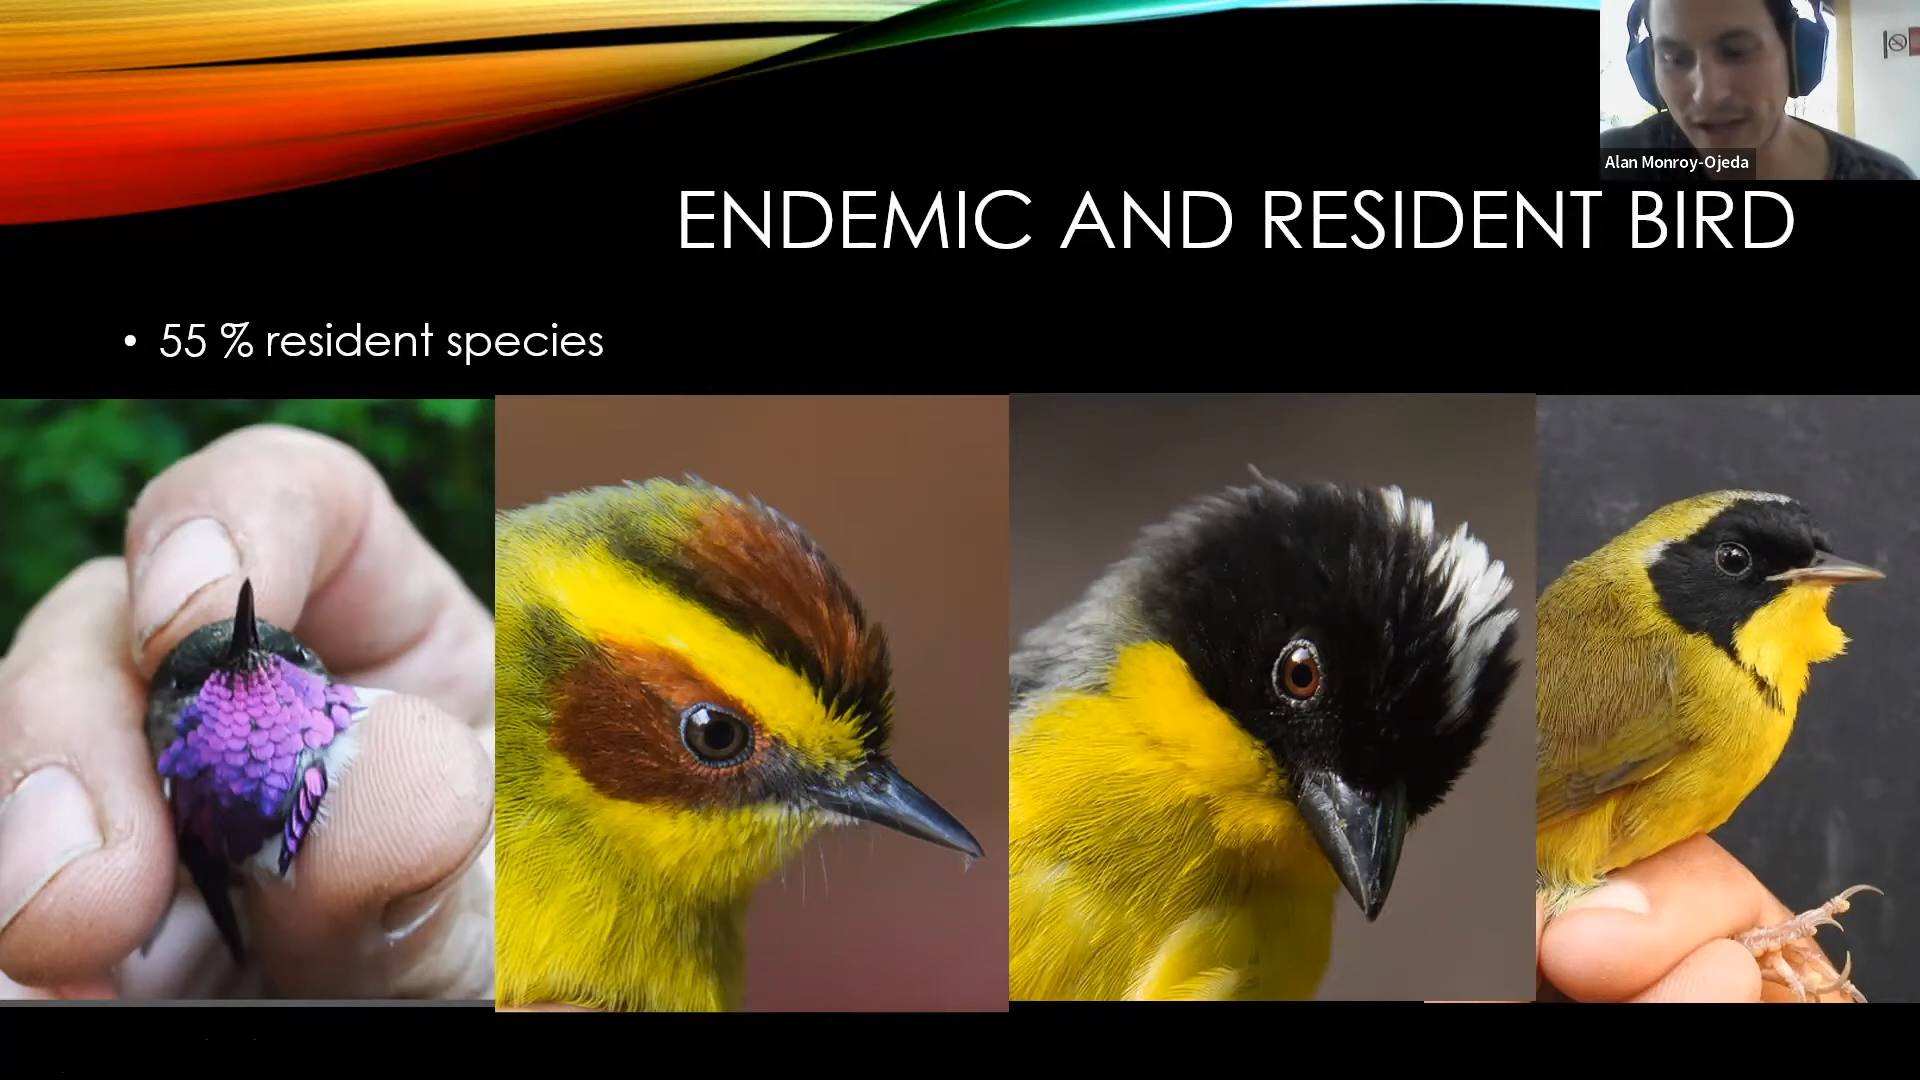 Alan Monroy-Ojeda
ENDEMIC AND RESIDENT BIRD
• 55 % resident species